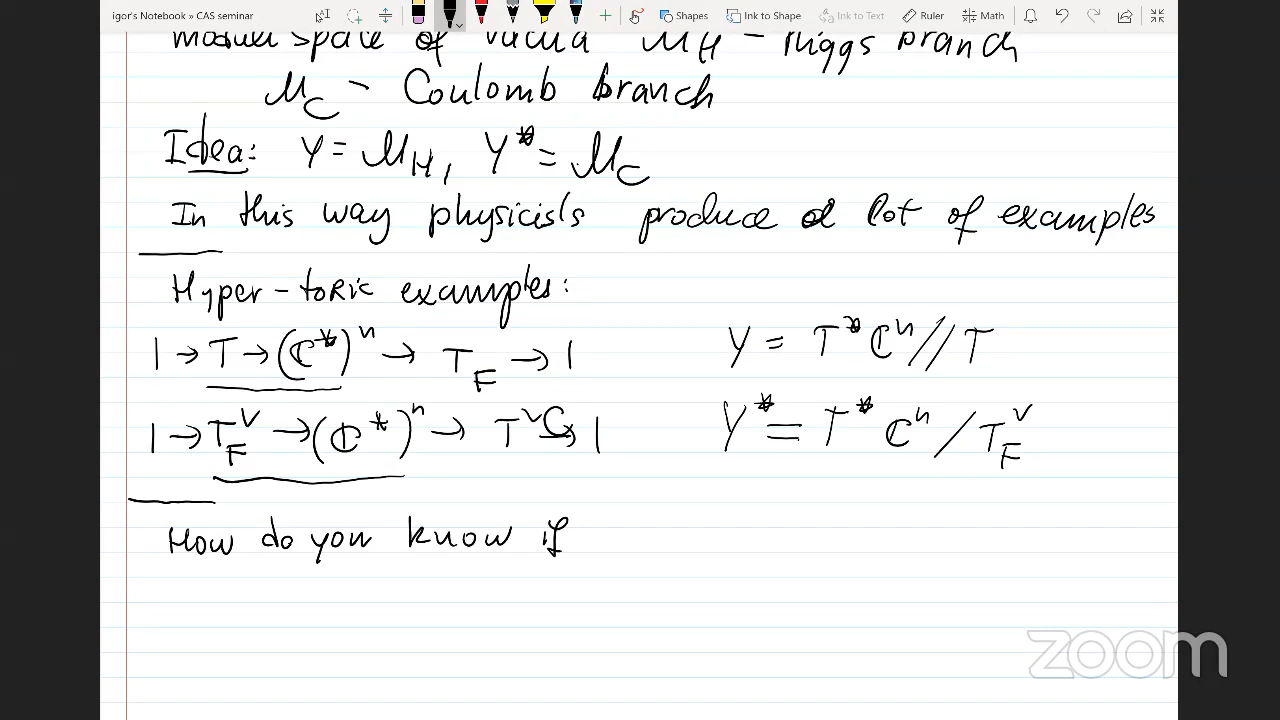 igor's Notebook » CAS seminar
Shapes Ink to Shape Ink to Text Ruler Math
moduli space of vacua M_H – Higgs branch
M_C – Coulomb branch
Idea: Y = M_H, Y* = M_C
In this way physicists produce a lot of examples
Hyper-toric examples:
1 → T → (ℂ*)ⁿ → T_F → 1 Y = T*ℂⁿ // T
1 → T_F^∨ → (ℂ*)ⁿ → T^∨ → 1 Y* = T*ℂⁿ / T_F^∨
How do you know if
zoom